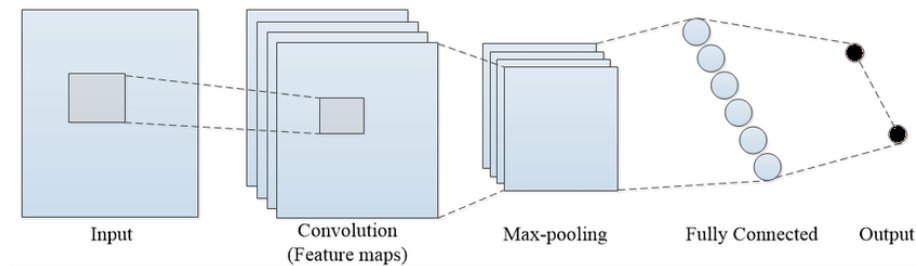 Input
Convolution
(Feature maps)
Max-pooling
Fully Connected
Output